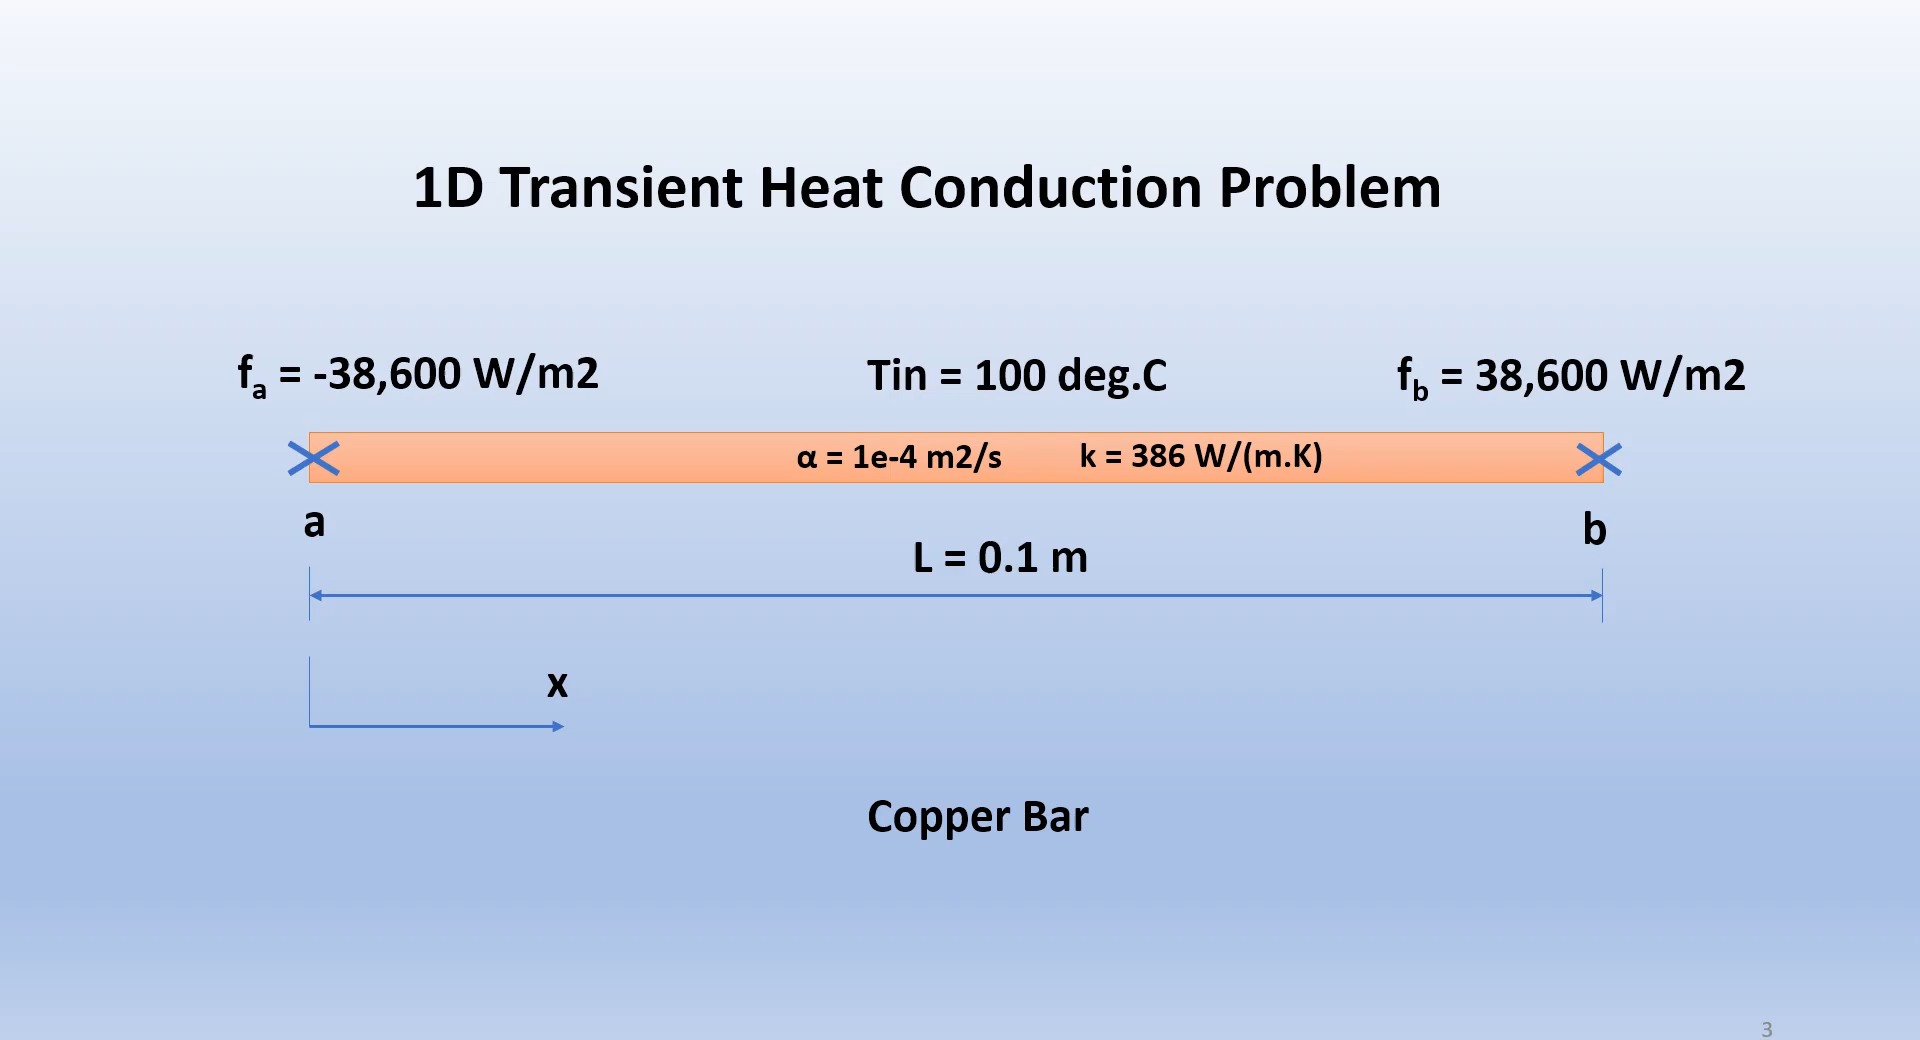 1D Transient Heat Conduction Problem
fa = -38,600 W/m2
Tin = 100 deg.C
fb = 38,600 W/m2
α = 1e-4 m2/s
k = 386 W/(m.K)
a
b
L = 0.1 m
x
Copper Bar
3